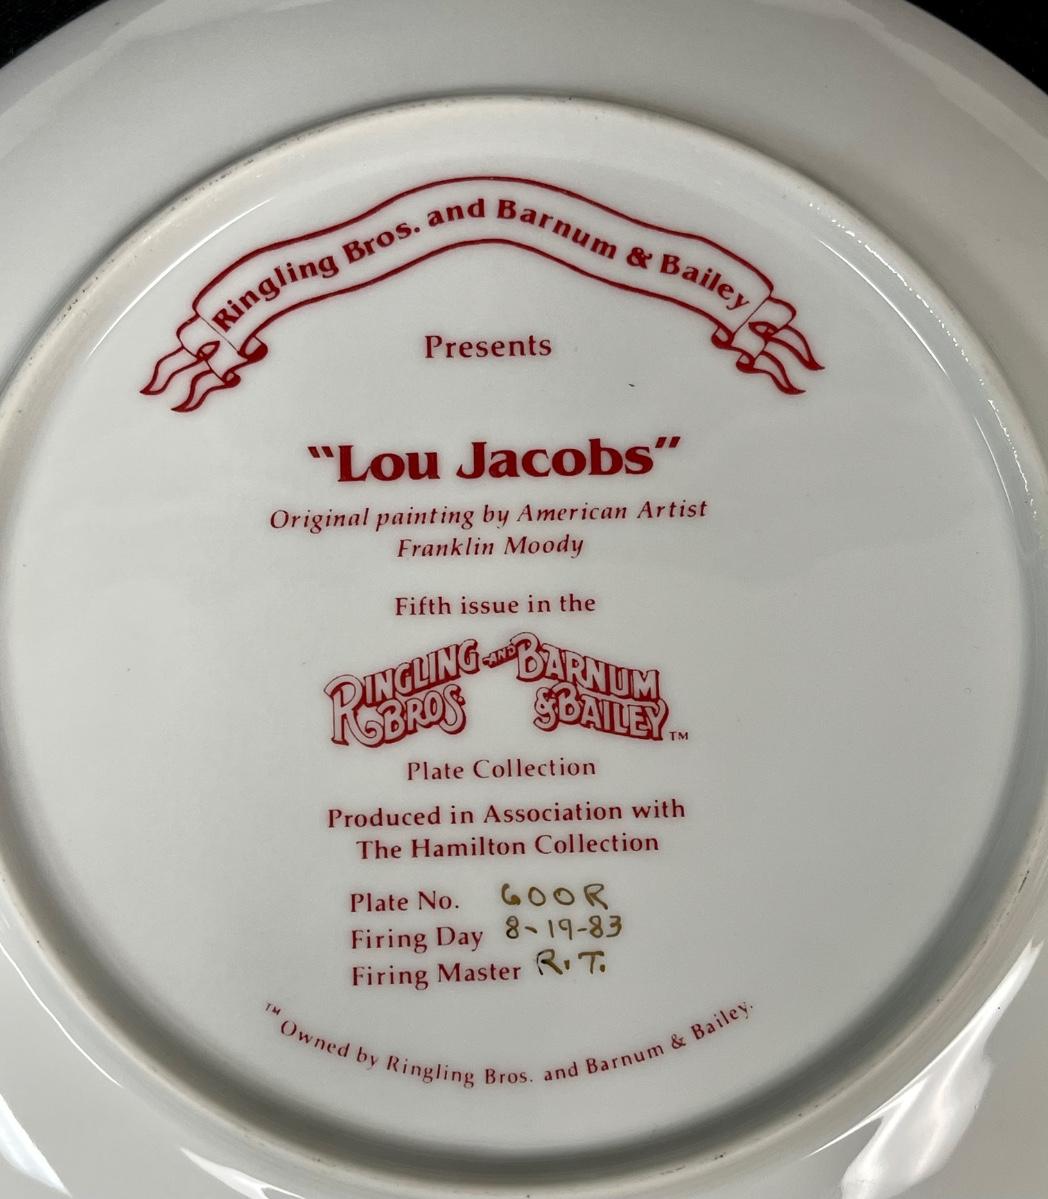 Ringling Bros. and Barnum & Bailey
Presents
"Lou Jacobs"
Original painting by American Artist
Franklin Moody
Fifth issue in the
RINGLING BROS. AND BARNUM & BAILEY™
Plate Collection
Produced in Association with
The Hamilton Collection
Plate No. 600R
Firing Day 8-19-83
Firing Master R.T.
™Owned by Ringling Bros. and Barnum & Bailey.